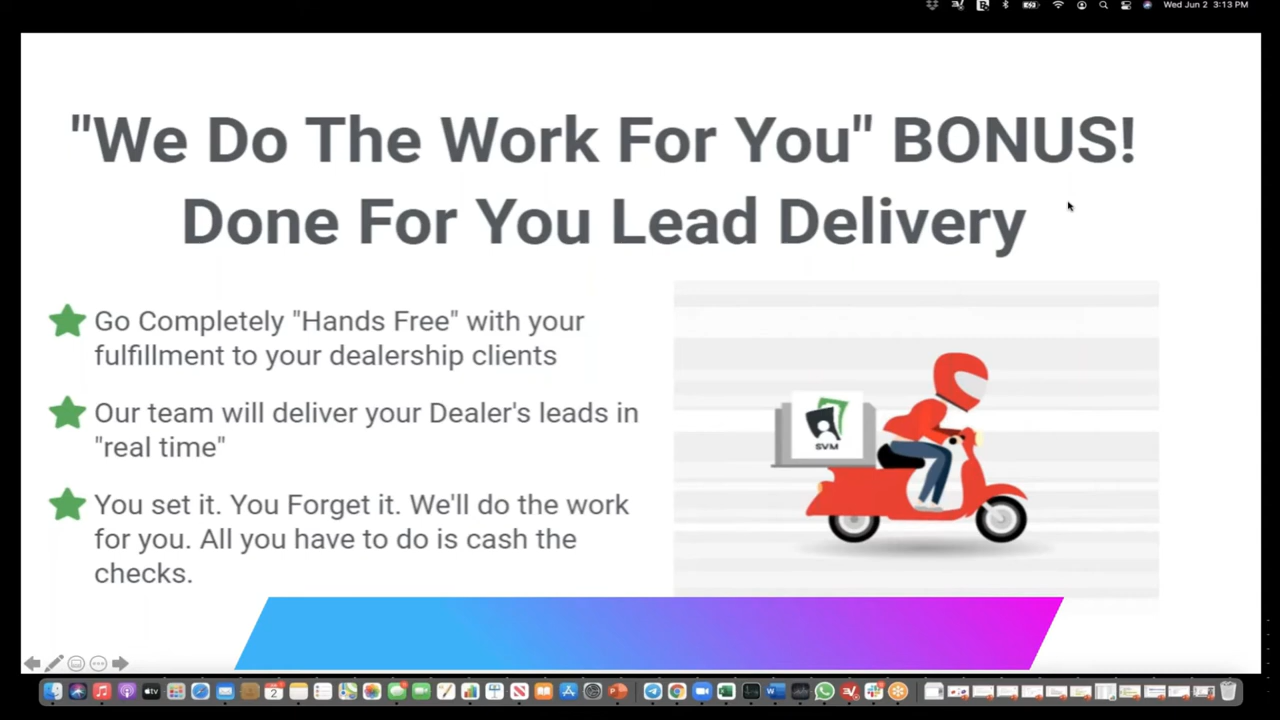 Wed Jun 2 3:13 PM
"We Do The Work For You" BONUS!
Done For You Lead Delivery
Go Completely "Hands Free" with your
fulfillment to your dealership clients
Our team will deliver your Dealer's leads in
"real time"
You set it. You Forget it. We'll do the work
for you. All you have to do is cash the
checks.
SVM